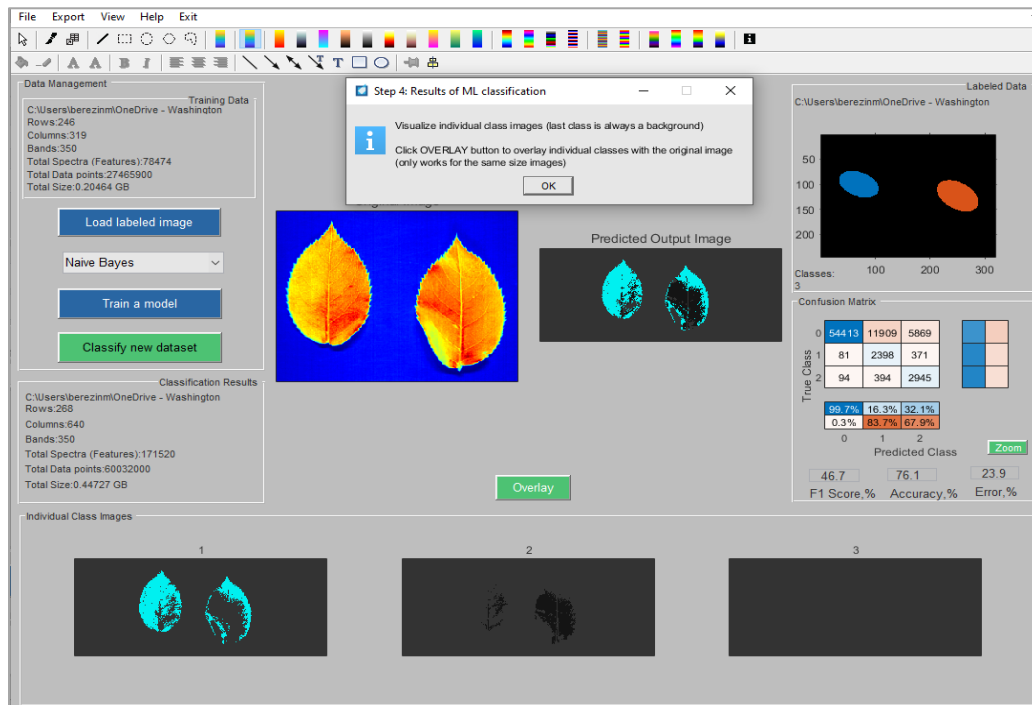 File Export View Help Exit
B I
T T
Data Management
Training Data
C:\Users\berezinm\OneDrive - Washington
Rows:246
Columns:319
Bands:350
Total Spectra (Features):78474
Total Data points:27465900
Total Size:0.20464 GB
Load labeled image
Naive Bayes
Train a model
Classify new dataset
Classification Results
C:\Users\berezinm\OneDrive - Washington
Rows:268
Columns:640
Bands:350
Total Spectra (Features):171520
Total Data points:60032000
Total Size:0.44727 GB
Step 4: Results of ML classification
Visualize individual class images (last class is always a background)
Click OVERLAY button to overlay individual classes with the original image
(only works for the same size images)
OK
Predicted Output Image
Overlay
Labeled Data
C:\Users\berezinm\OneDrive - Washington
50
100
150
200
100 200 300
Classes:
3
Confusion Matrix
True Class
0 54413 11909 5869
1 81 2398 371
2 94 394 2945
99.7% 16.3% 32.1%
0.3% 83.7% 67.9%
0 1 2
Predicted Class
Zoom
46.7 76.1 23.9
F1 Score,% Accuracy,% Error,%
Individual Class Images
1 2 3